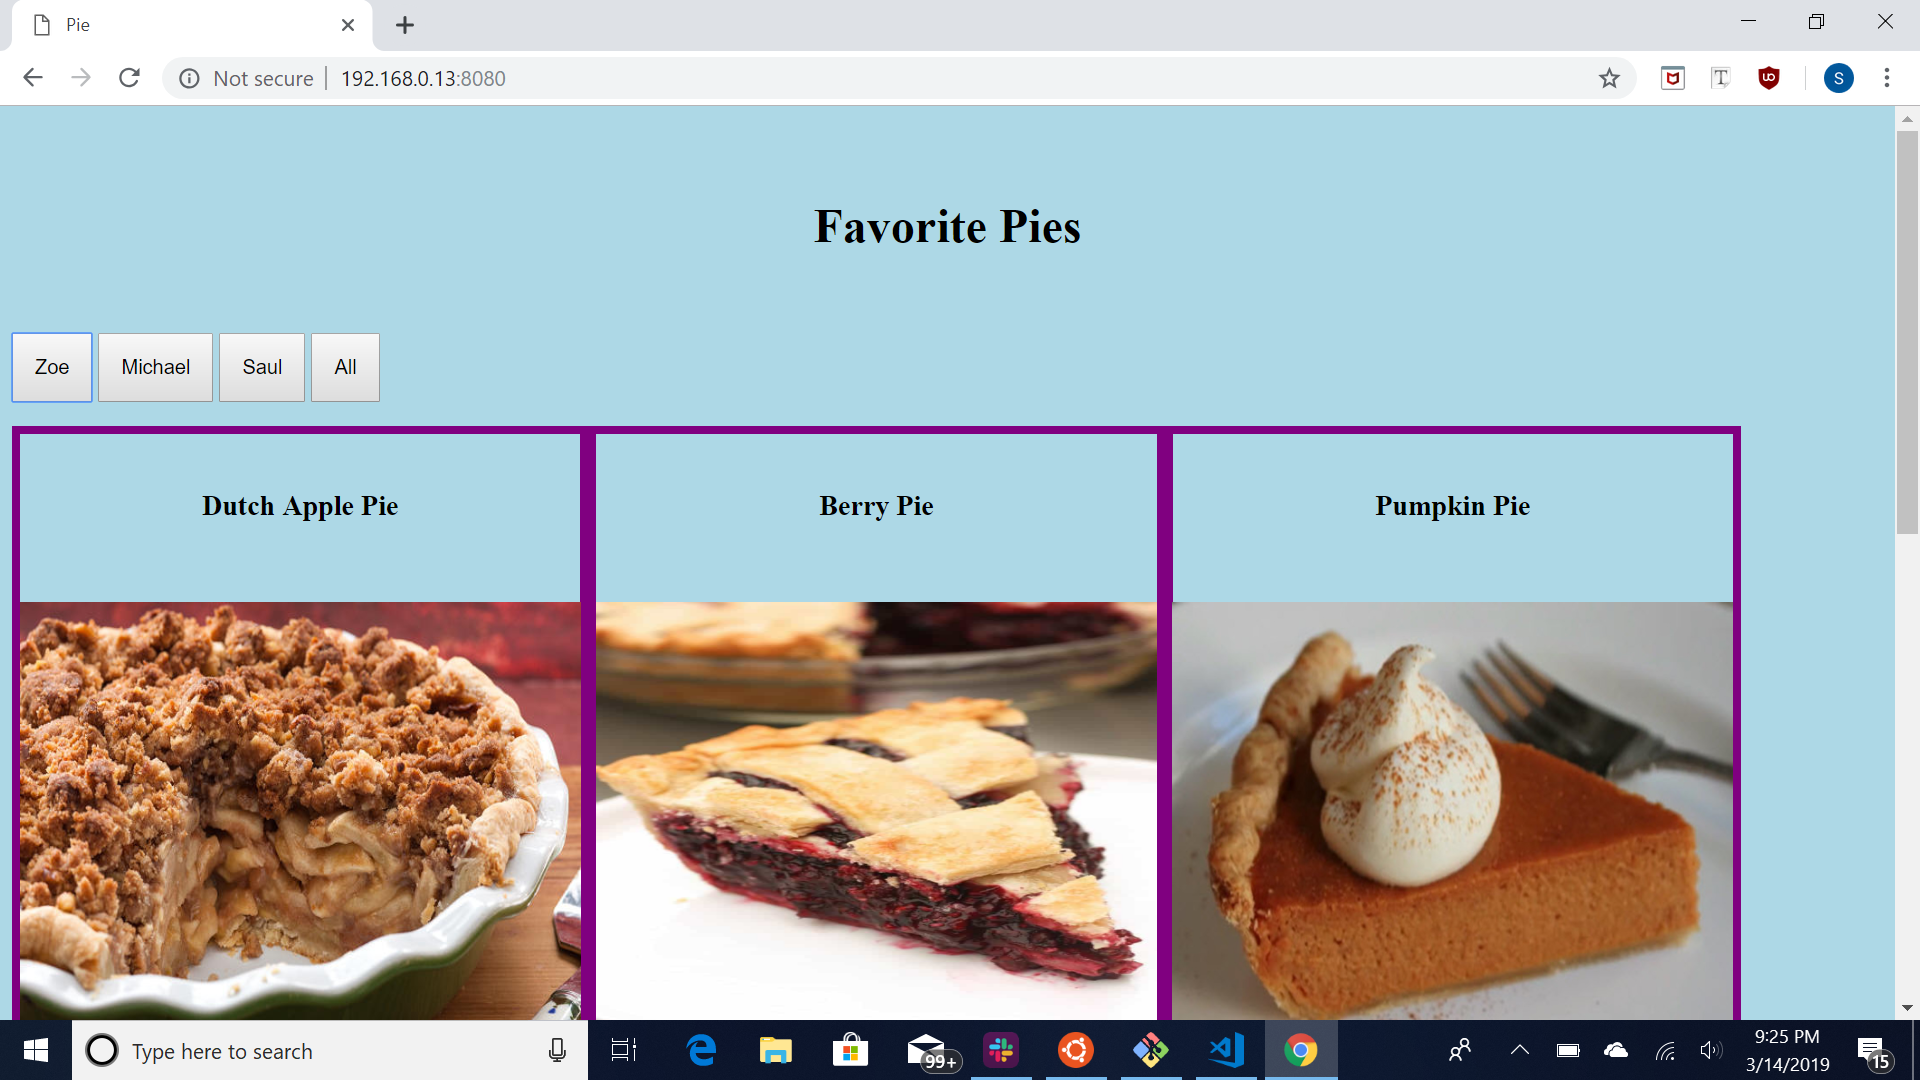 Pie
Not secure 192.168.0.13:8080
S
Favorite Pies
Zoe Michael Saul All
Dutch Apple Pie Berry Pie Pumpkin Pie
Type here to search
99+
9:25 PM
3/14/2019
15